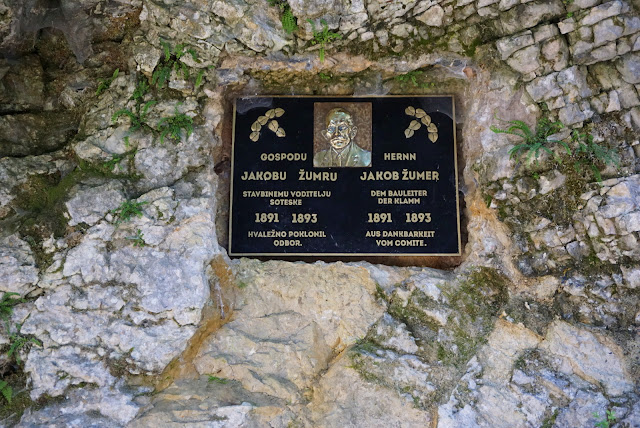 GOSPODU
JAKOBU ŽUMRU
STAVBINEMU VODITELJU
SOTESKE
1891 1893
HVALEŽNO POKLONIL
ODBOR.
HERNN
JAKOB ŽUMER
DEM BAULEITER
DER KLAMM
1891 1893
AUS DANKBARKEIT
VOM COMITE.